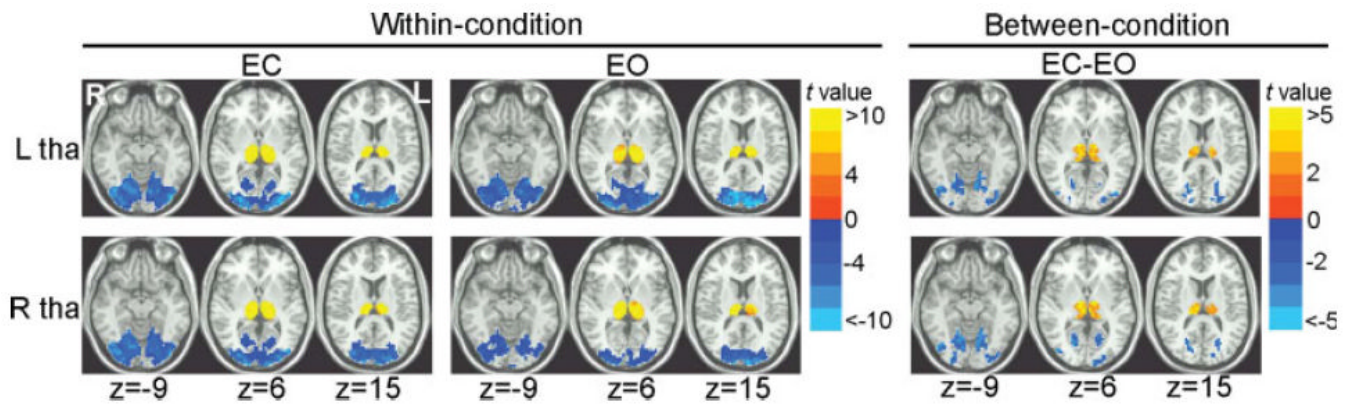 Within-condition Between-condition
EC EO EC-EO
R L t value t value
>10 >5
L tha
4 2
0 0
-4 -2
<-10 <-5
z=-9 z=6 z=15 z=-9 z=6 z=15 z=-9 z=6 z=15
R tha